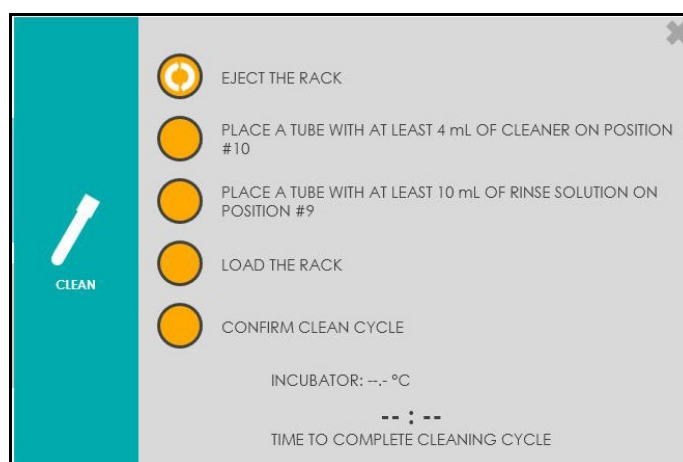 EJECT THE RACK
PLACE A TUBE WITH AT LEAST 4 mL OF CLEANER ON POSITION
#10
PLACE A TUBE WITH AT LEAST 10 mL OF RINSE SOLUTION ON
POSITION #9
LOAD THE RACK
CLEAN
CONFIRM CLEAN CYCLE
INCUBATOR: --.- ºC
-- : --
TIME TO COMPLETE CLEANING CYCLE